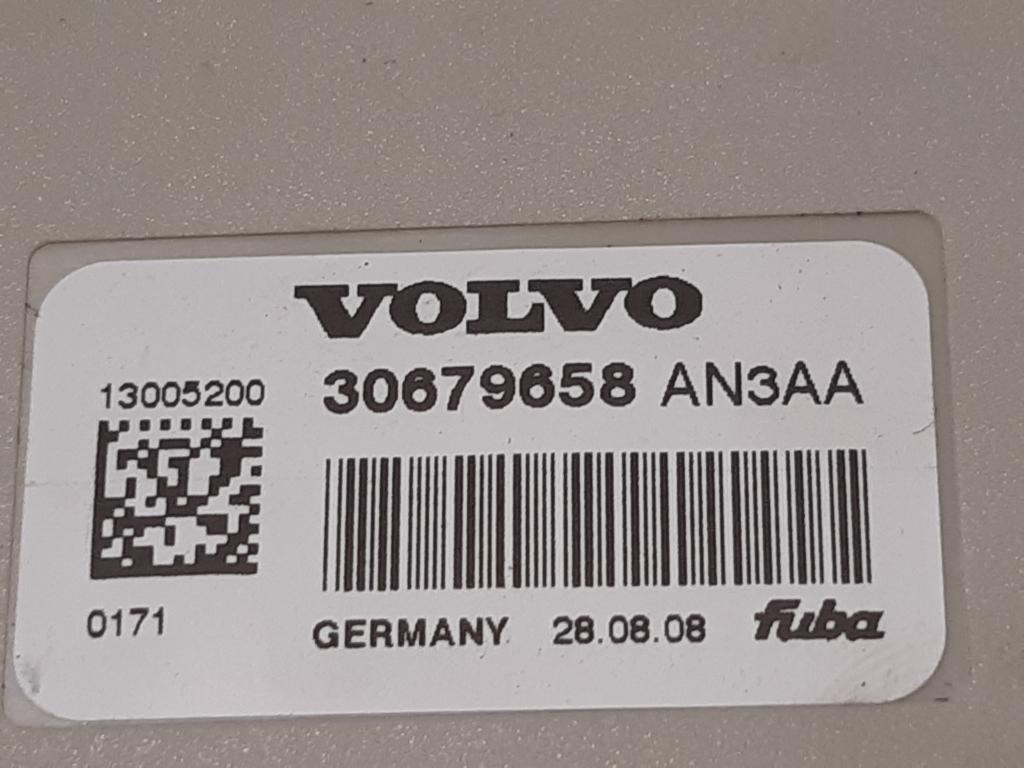 VOLVO
13005200
30679658 AN3AA
0171
GERMANY 28.08.08 fuba